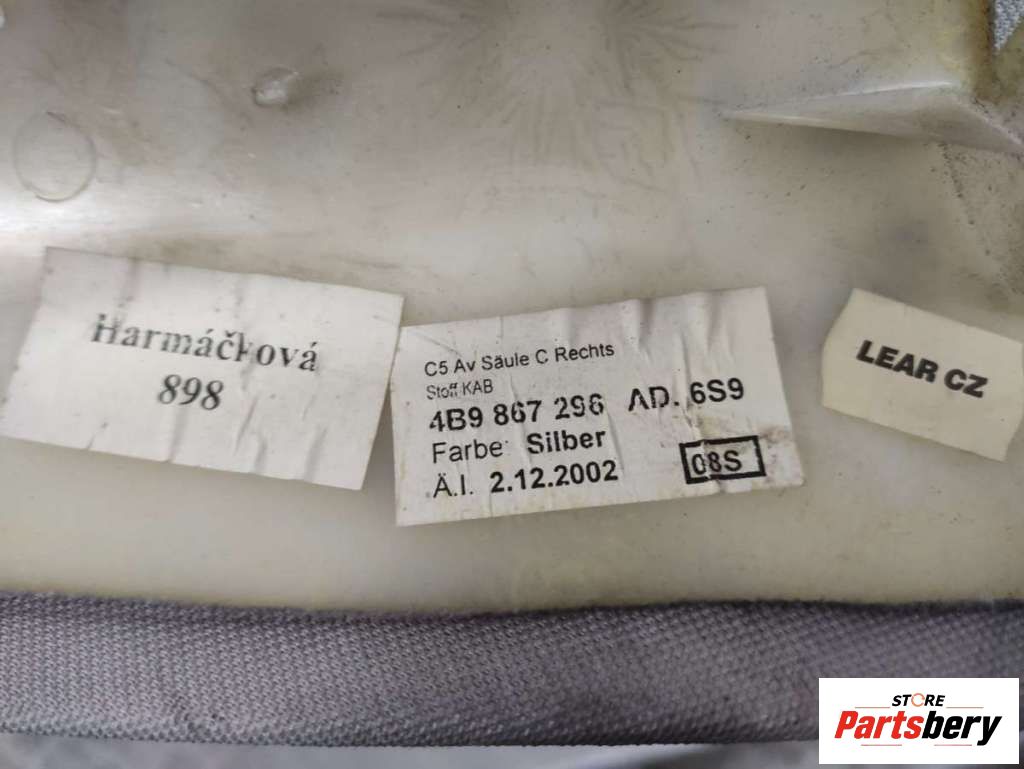 Harmáčková
898
C5 Av Säule C Rechts
Stoff KAB
4B9 867 296 AD. 6S9
Farbe: Silber
Ä.I. 2.12.2002 08S
LEAR CZ
STORE
Partsbery